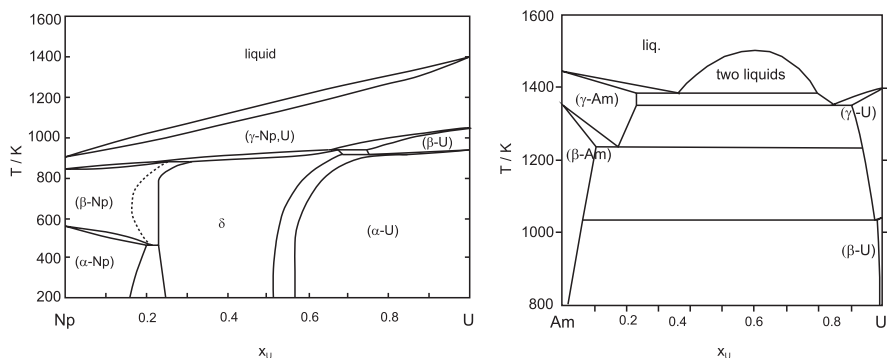 1600
1400
1200
1000
800
600
400
200
T / K
liquid
(γ-Np,U)
(β-U)
(β-Np)
δ
(α-U)
(α-Np)
Np
0.2
0.4
0.6
0.8
U
xU
1600
1400
1200
1000
800
T / K
liq.
two liquids
(γ-Am)
(γ-U)
(β-Am)
(β-U)
Am
0.2
0.4
0.6
0.8
U
xU